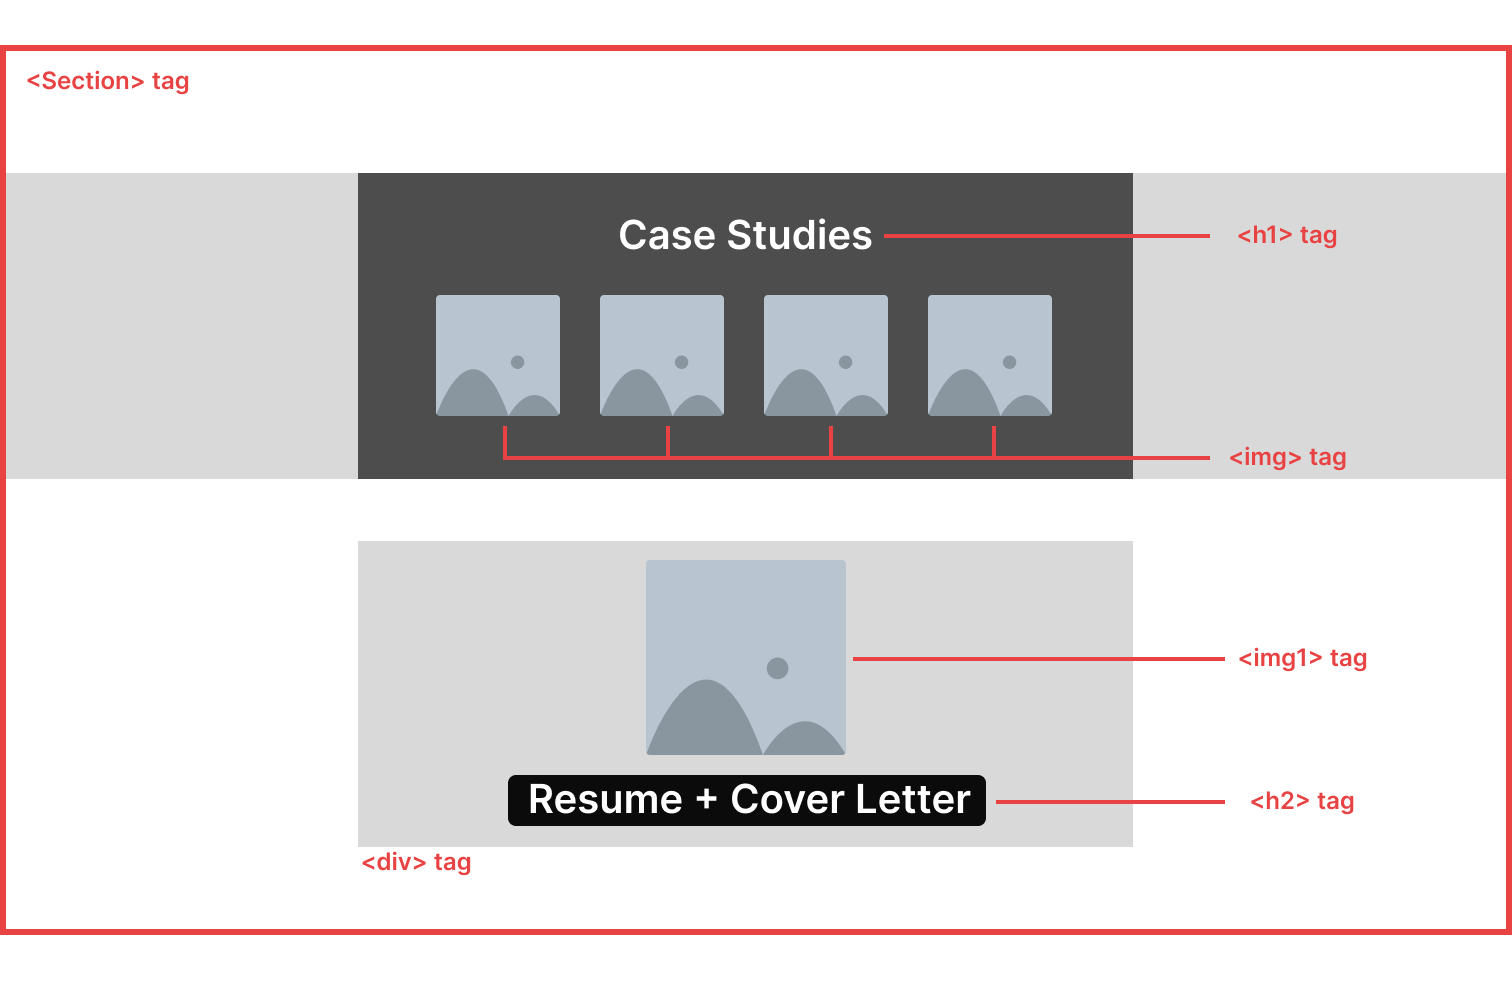 <Section> tag
Case Studies
<h1> tag
<img> tag
<img1> tag
Resume + Cover Letter
<h2> tag
<div> tag